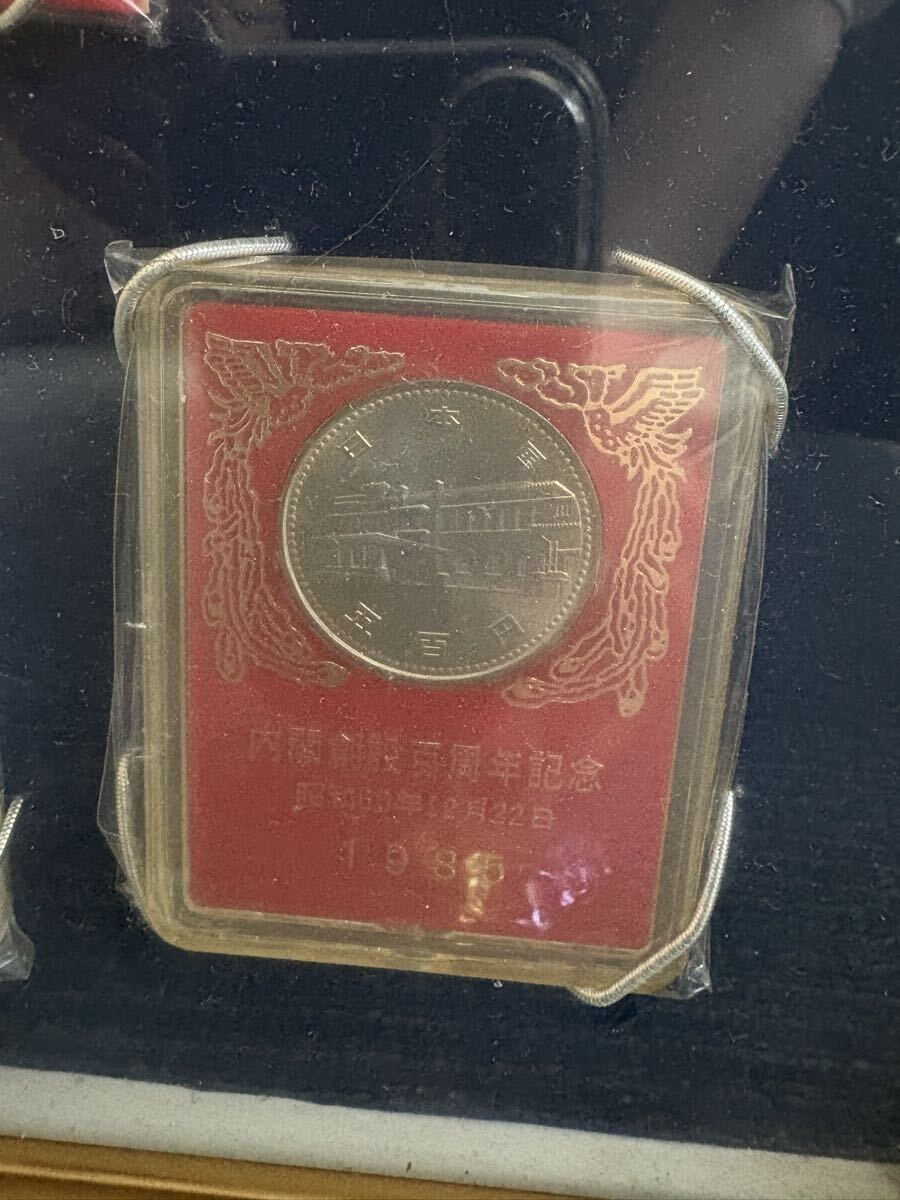 日本国
五百円
内閣創設百周年記念
昭和60年12月22日
1985